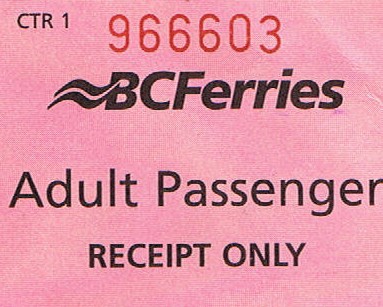 CTR 1 966603
BCFerries
Adult Passenger
RECEIPT ONLY